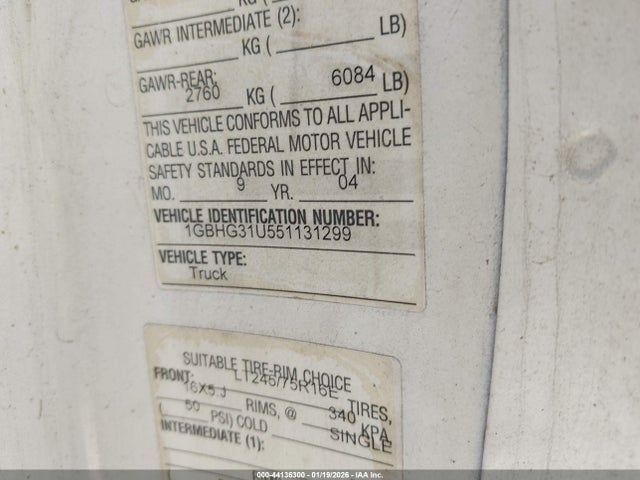 KG (
GAWR INTERMEDIATE (2):
KG ( LB)
GAWR-REAR:
2760 KG ( 6084 LB)
THIS VEHICLE CONFORMS TO ALL APPLI-
CABLE U.S.A. FEDERAL MOTOR VEHICLE
SAFETY STANDARDS IN EFFECT IN:
MO. 9 YR. 04
VEHICLE IDENTIFICATION NUMBER:
1GBHG31U551131299
VEHICLE TYPE:
Truck
SUITABLE TIRE-RIM CHOICE
FRONT: LT245/75R16E TIRES,
16X6.J RIMS, @ 340 KPA
( 50 PSI) COLD SINGLE
INTERMEDIATE (1):
000-44136300 - 01/19/2026 - IAA Inc.